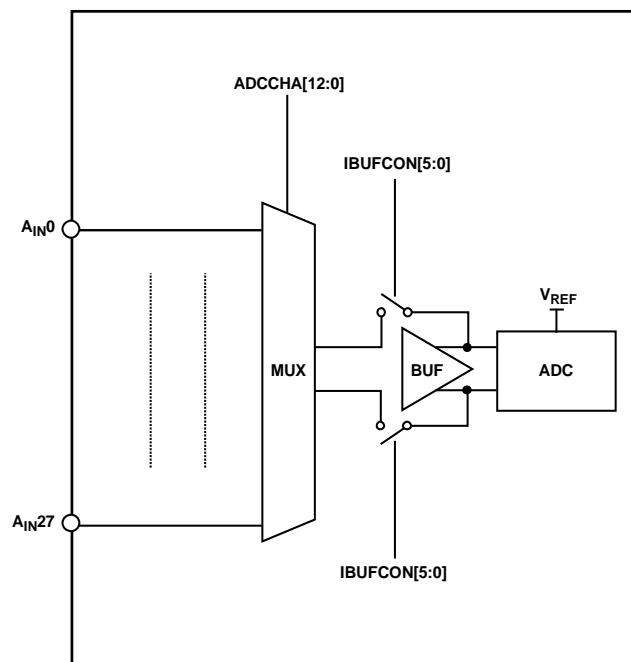 ADCCHA[12:0]
IBUFCON[5:0]
AIN0
VREF
MUX
BUF
ADC
AIN27
IBUFCON[5:0]